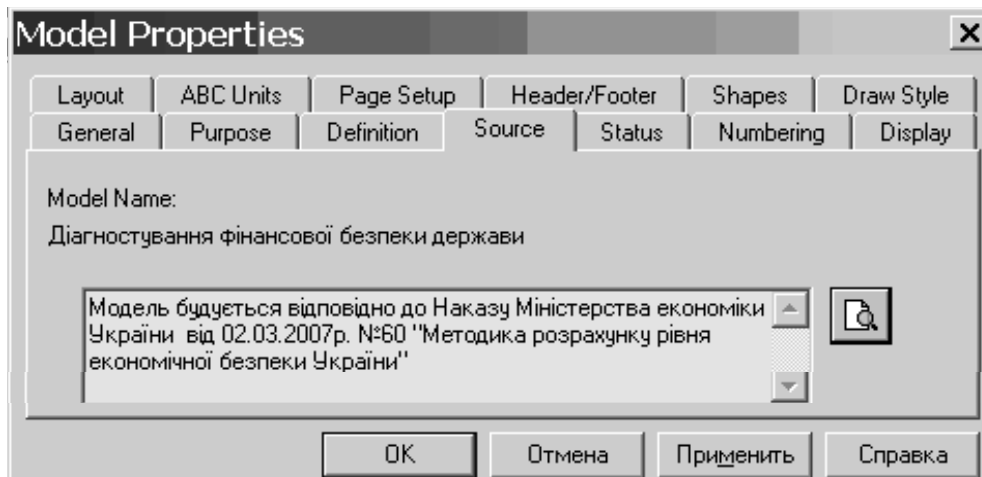 Model Properties
Layout ABC Units Page Setup Header/Footer Shapes Draw Style
General Purpose Definition Source Status Numbering Display
Model Name:
Діагностування фінансової безпеки держави
Модель будується відповідно до Наказу Міністерства економіки
України від 02.03.2007р. №60 "Методика розрахунку рівня
економічної безпеки України"
OK Отмена Применить Справка